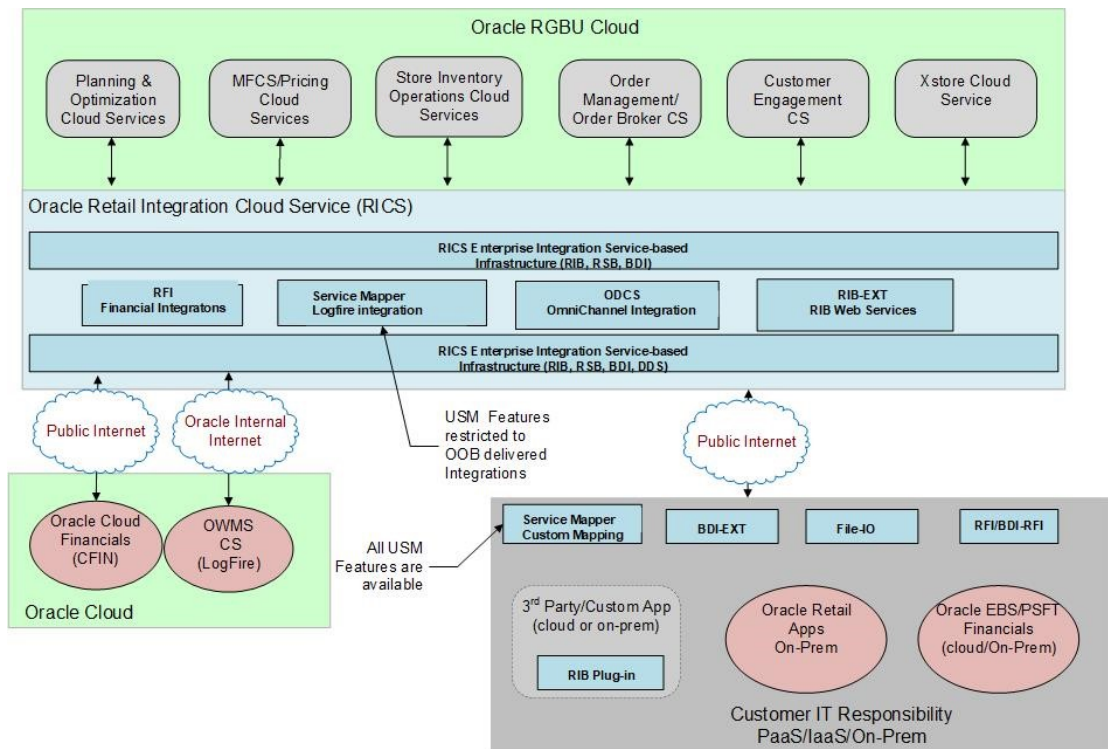 Oracle RGBU Cloud
Planning &
Optimization
Cloud Services
MFCS/Pricing
Cloud
Services
Store Inventory
Operations Cloud
Services
Order
Management/
Order Broker CS
Customer
Engagement
CS
Xstore Cloud
Service
Oracle Retail Integration Cloud Service (RICS)
RICS Enterprise Integration Service-based
Infrastructure (RIB, RSB, BDI)
RFI
Financial Integratons
Service Mapper
Logfire integration
ODCS
OmniChannel Integration
RIB-EXT
RIB Web Services
RICS Enterprise Integration Service-based
Infrastructure (RIB, RSB, BDI, DDS)
Public Internet
Oracle Internal
Internet
USM Features
restricted to
OOB delivered
Integrations
Public Internet
Oracle Cloud
Financials
(CFIN)
OWMS
CS
(LogFire)
Oracle Cloud
All USM
Features are
available
Service Mapper
Custom Mapping
BDI-EXT
File-IO
RFI/BDI-RFI
3rd Party/Custom App
(cloud or on-prem)
RIB Plug-in
Oracle Retail
Apps
On-Prem
Oracle EBS/PSFT
Financials
(cloud/On-Prem)
Customer IT Responsibility
PaaS/IaaS/On-Prem